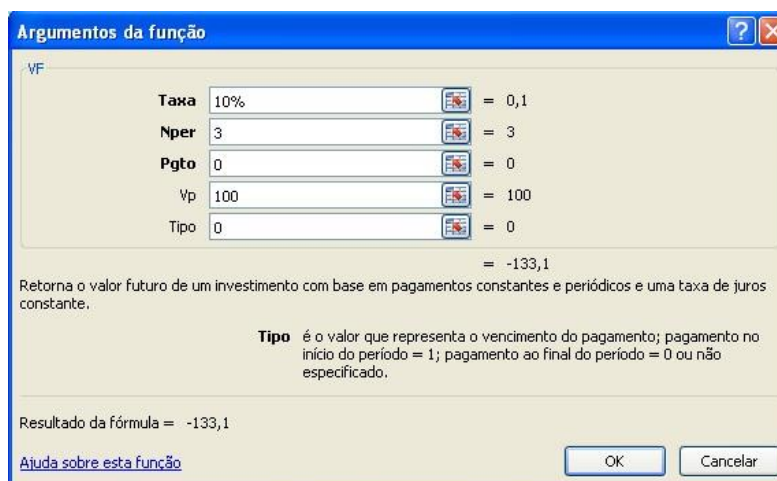 Argumentos da função
VF
Taxa 10% = 0,1
Nper 3 = 3
Pgto 0 = 0
Vp 100 = 100
Tipo 0 = 0
= -133,1
Retorna o valor futuro de um investimento com base em pagamentos constantes e periódicos e uma taxa de juros
constante.
Tipo é o valor que representa o vencimento do pagamento; pagamento no
início do período = 1; pagamento ao final do período = 0 ou não
especificado.
Resultado da fórmula = -133,1
Ajuda sobre esta função
OK Cancelar